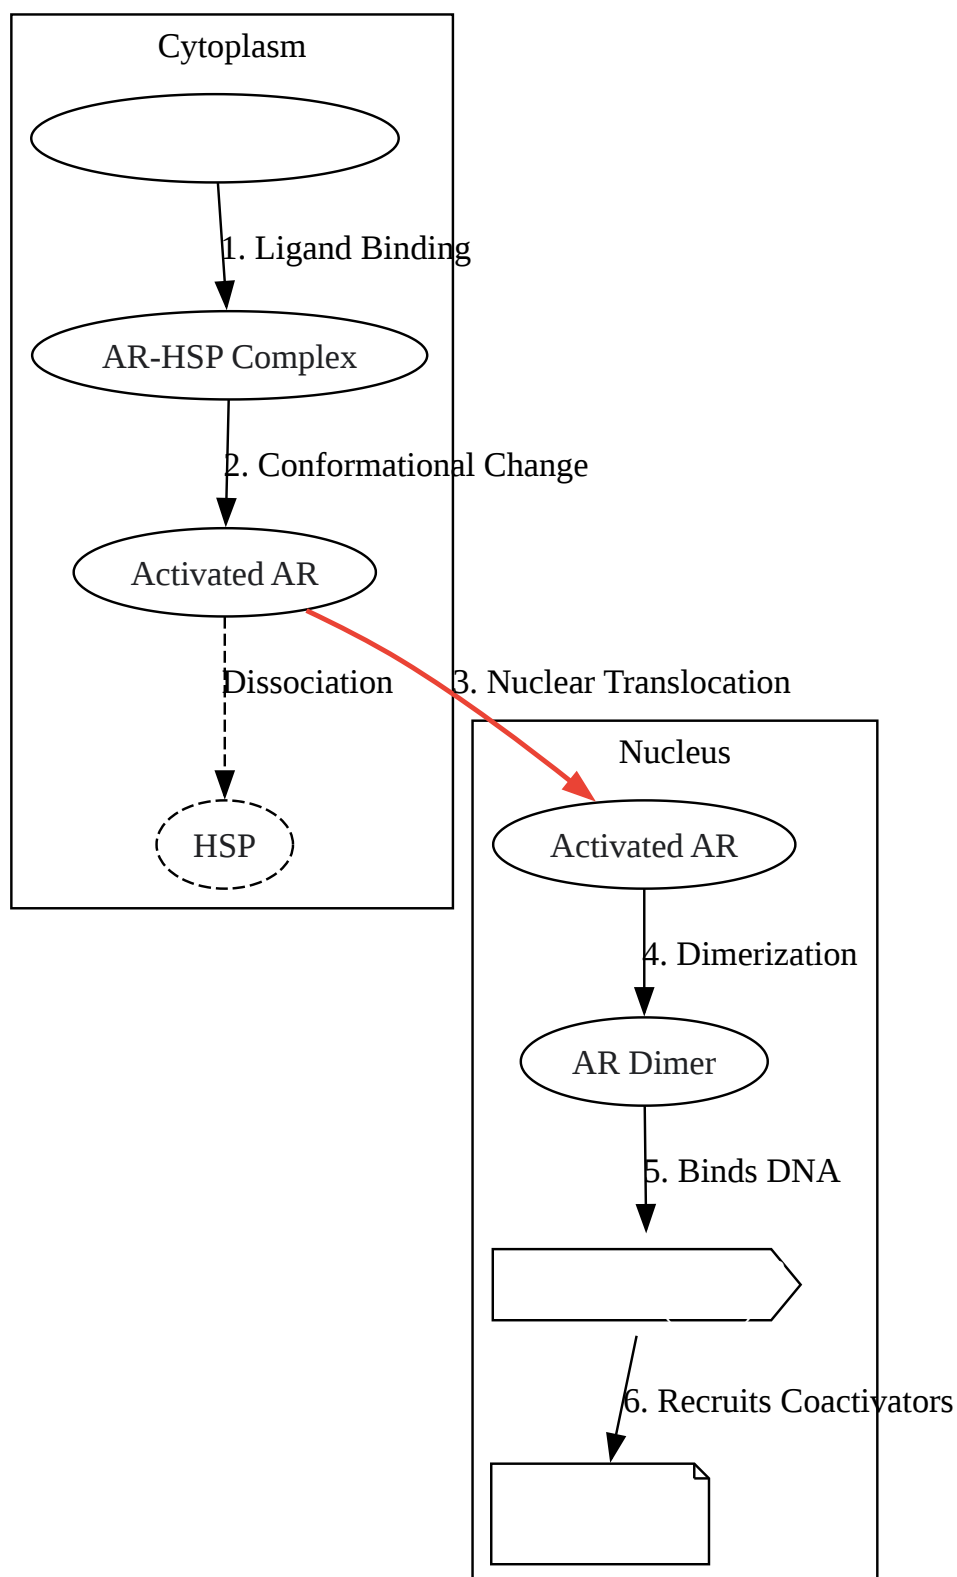 Cytoplasm
1. Ligand Binding
AR-HSP Complex
2. Conformational Change
Activated AR
Dissociation
3. Nuclear Translocation
Nucleus
HSP
Activated AR
4. Dimerization
AR Dimer
5. Binds DNA
6. Recruits Coactivators